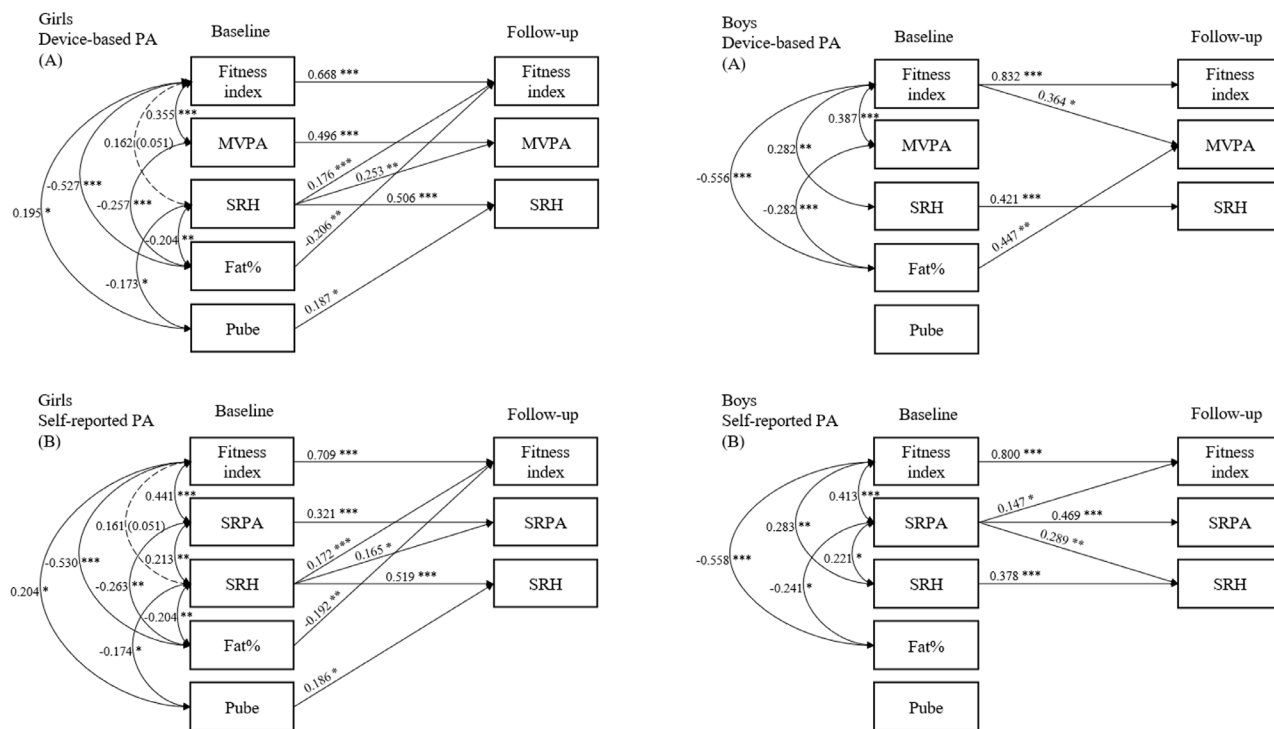 Girls
Device-based PA
(A)
Baseline
Follow-up
Fitness
index
0.668 ***
Fitness
index
0.355 ***
0.162 (0.051)
MVPA
0.496 ***
MVPA
0.176 ***
0.253 **
-0.527 ***
-0.257 ***
0.195 *
SRH
0.506 ***
SRH
-0.204 **
-0.206 **
Fat%
-0.173 *
0.187 *
Pube
Boys
Device-based PA
(A)
Baseline
Follow-up
Fitness
index
0.832 ***
0.364 *
Fitness
index
0.387 ***
0.282 **
MVPA
MVPA
-0.556 ***
-0.282 ***
SRH
0.421 ***
SRH
Fat%
0.447 **
Pube
Girls
Self-reported PA
(B)
Baseline
Follow-up
Fitness
index
0.709 ***
Fitness
index
0.441 ***
0.161 (0.051)
SRPA
0.321 ***
SRPA
0.213 **
0.172 ***
0.165 *
-0.530 ***
-0.263 **
0.204 *
SRH
0.519 ***
SRH
-0.204 **
-0.192 **
Fat%
-0.174 *
0.186 *
Pube
Boys
Self-reported PA
(B)
Baseline
Follow-up
Fitness
index
0.800 ***
Fitness
index
0.413 ***
0.147 *
0.283 **
SRPA
0.469 ***
SRPA
0.289 **
0.221 *
-0.558 ***
-0.241 *
SRH
0.378 ***
SRH
Fat%
Pube